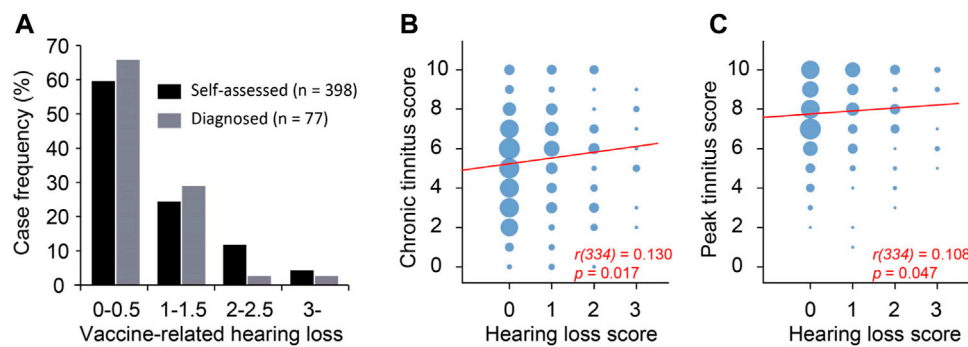 A
Case frequency (%)
70
60
50
40
30
20
10
0
Self-assessed (n = 398)
Diagnosed (n = 77)
0-0.5 1-1.5 2-2.5 3-
Vaccine-related hearing loss
B
Chronic tinnitus score
10
8
6
4
2
0
r(334) = 0.130
p = 0.017
0 1 2 3
Hearing loss score
C
Peak tinnitus score
10
8
6
4
2
0
r(334) = 0.108
p = 0.047
0 1 2 3
Hearing loss score